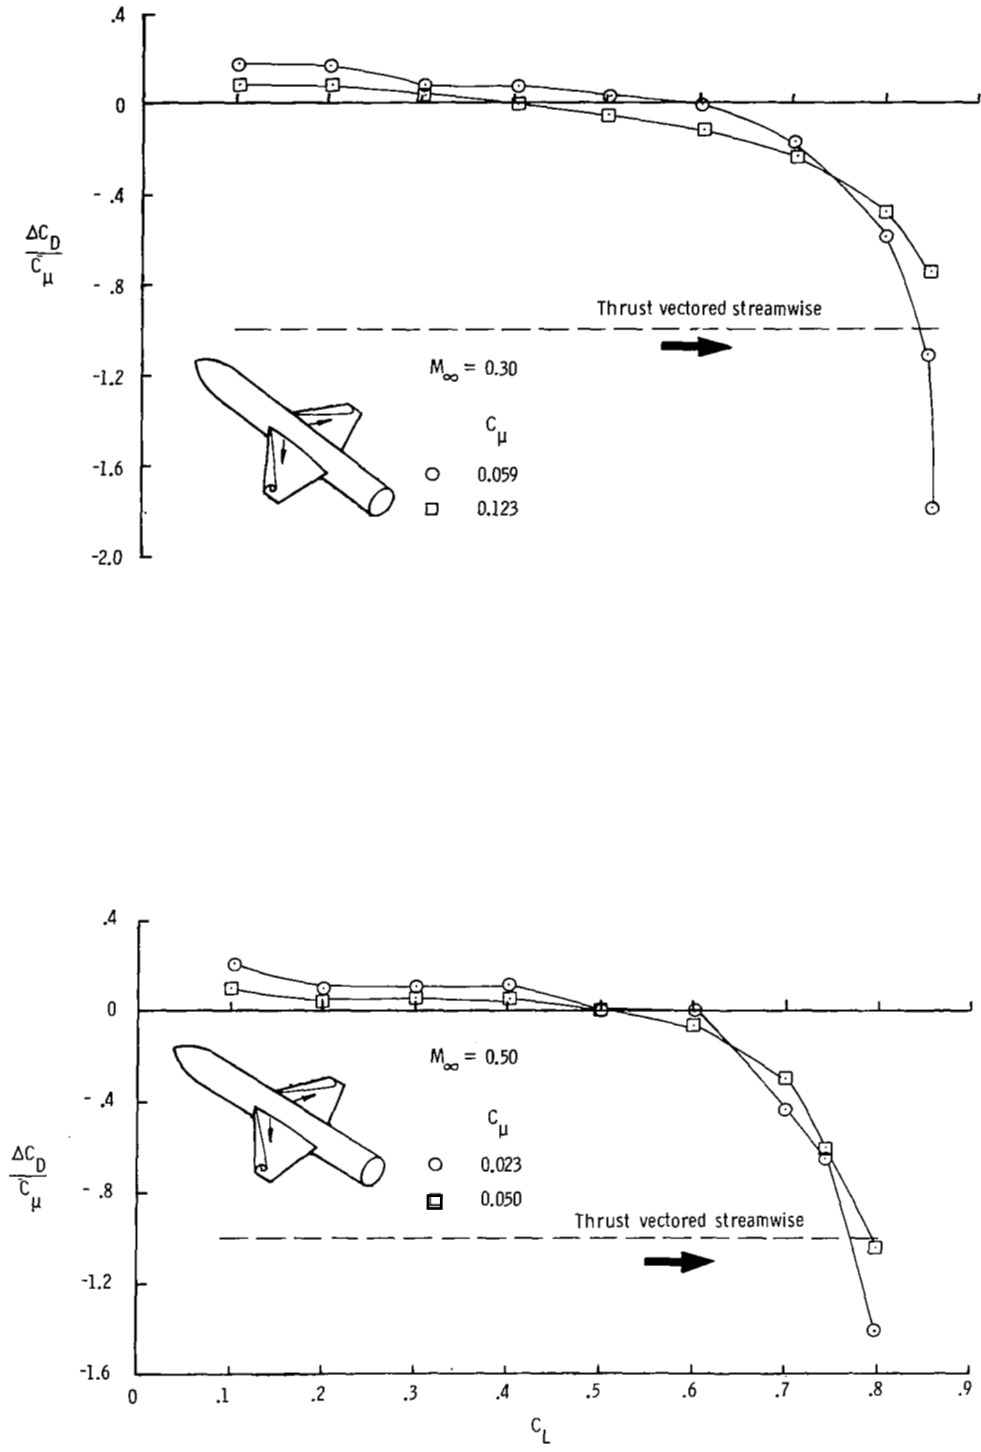 .4
0
- .4
ΔC_D
C_μ
- .8
Thrust vectored streamwise
M_∞ = 0.30
-1.2
C_μ
-1.6
0.059
0.123
-2.0
.4
0
M_∞ = 0.50
- .4
C_μ
ΔC_D
C_μ
0.023
- .8
0.050
Thrust vectored streamwise
-1.2
-1.6
0 .1 .2 .3 .4 .5 .6 .7 .8 .9
C_L